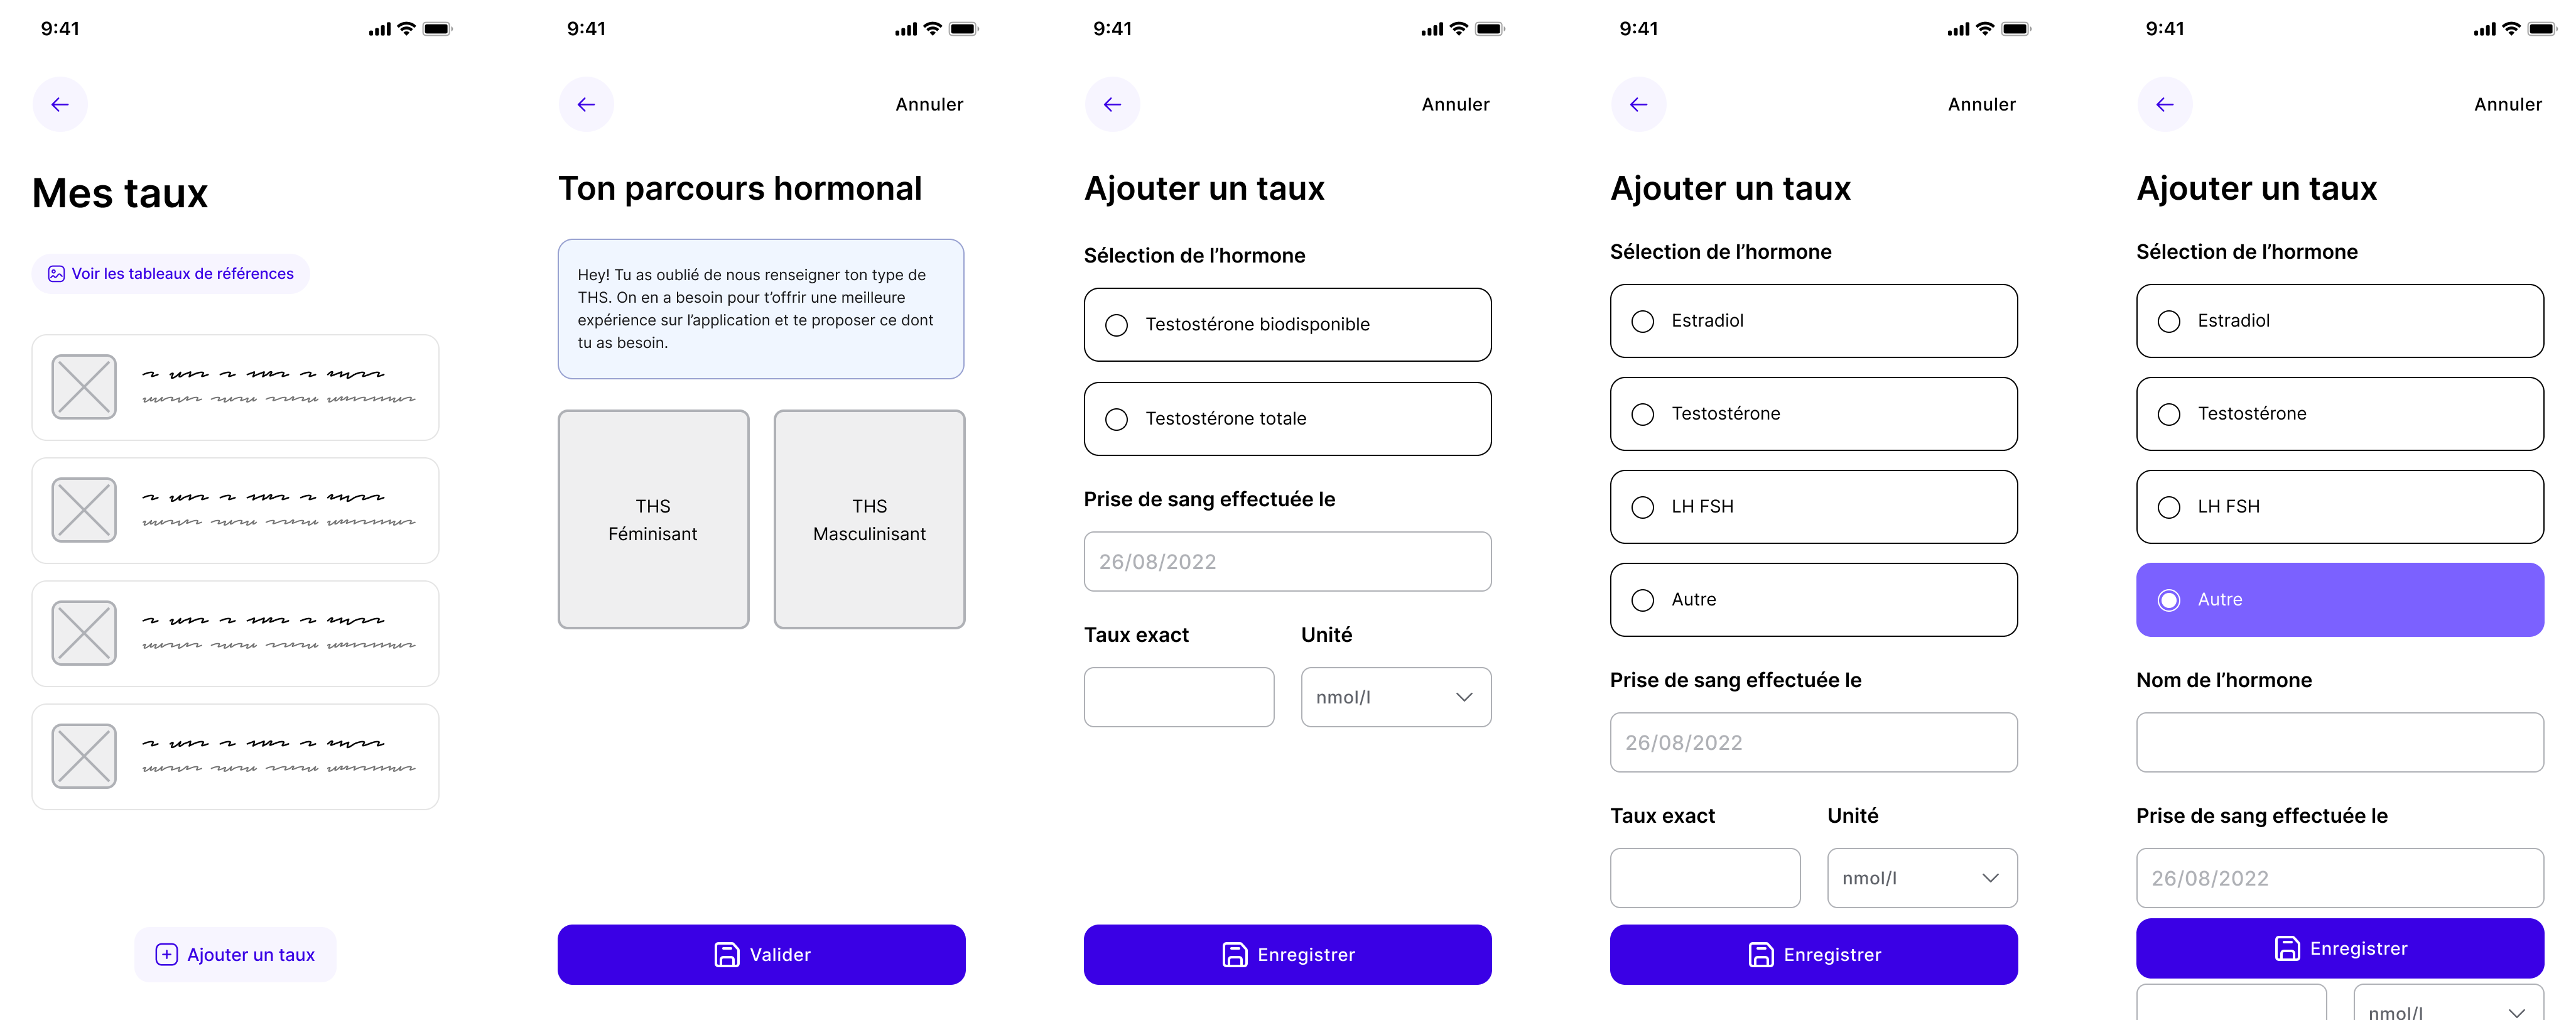 9:41
Mes taux
Voir les tableaux de références
Ajouter un taux
9:41
Annuler
Ton parcours hormonal
Hey! Tu as oublié de nous renseigner ton type de
THS. On en a besoin pour t’offrir une meilleure
expérience sur l’application et te proposer ce dont
tu as besoin.
THS
Féminisant
THS
Masculinisant
Valider
9:41
Annuler
Ajouter un taux
Sélection de l’hormone
Testostérone biodisponible
Testostérone totale
Prise de sang effectuée le
26/08/2022
Taux exact
Unité
nmol/l
Enregistrer
9:41
Annuler
Ajouter un taux
Sélection de l’hormone
Estradiol
Testostérone
LH FSH
Autre
Prise de sang effectuée le
26/08/2022
Taux exact
Unité
nmol/l
Enregistrer
9:41
Annuler
Ajouter un taux
Sélection de l’hormone
Estradiol
Testostérone
LH FSH
Autre
Nom de l’hormone
Prise de sang effectuée le
26/08/2022
Enregistrer
nmol/l